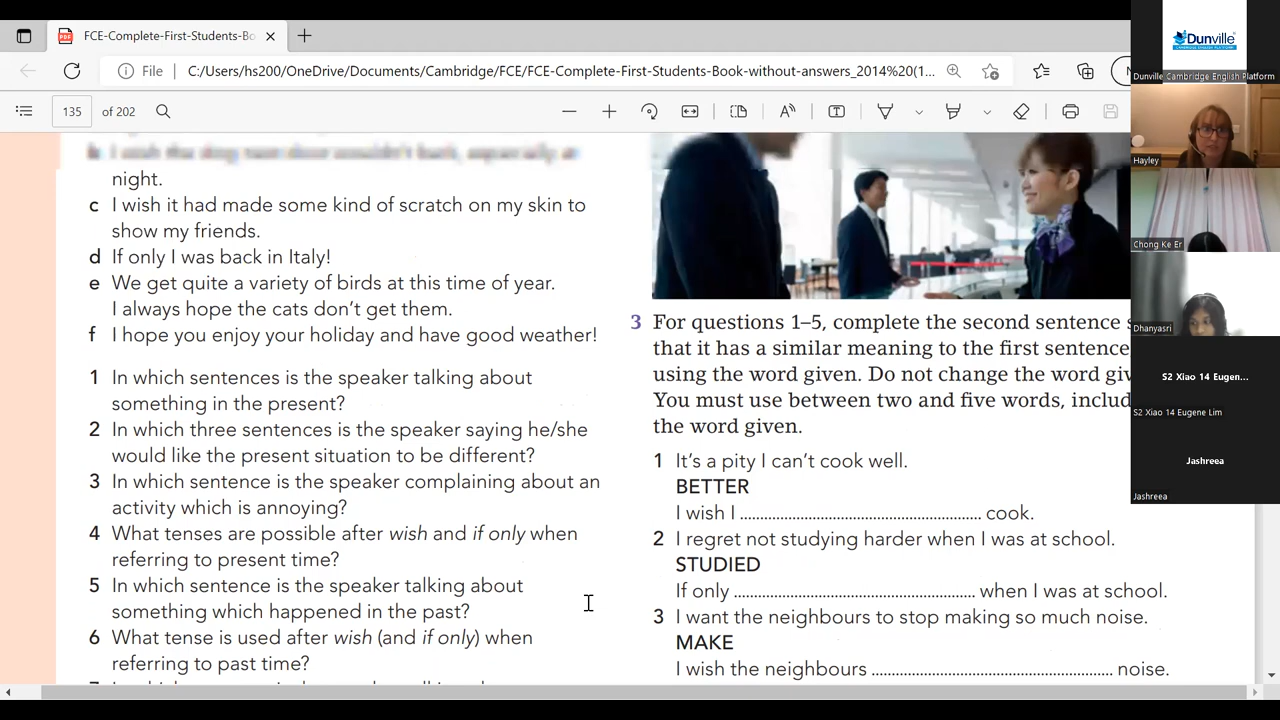 FCE-Complete-First-Students-Bo
File
C:/Users/hs200/OneDrive/Documents/Cambridge/FCE/FCE-Complete-First-Students-Book-without-answers_2014%20(1...
135 of 202
night.
c I wish it had made some kind of scratch on my skin to
show my friends.
d If only I was back in Italy!
e We get quite a variety of birds at this time of year.
I always hope the cats don't get them.
f I hope you enjoy your holiday and have good weather!
1 In which sentences is the speaker talking about
something in the present?
2 In which three sentences is the speaker saying he/she
would like the present situation to be different?
3 In which sentence is the speaker complaining about an
activity which is annoying?
4 What tenses are possible after wish and if only when
referring to present time?
5 In which sentence is the speaker talking about
something which happened in the past?
6 What tense is used after wish (and if only) when
referring to past time?
3 For questions 1–5, complete the second sentence s
that it has a similar meaning to the first sentence
using the word given. Do not change the word giv
You must use between two and five words, includ
the word given.
1 It's a pity I can't cook well.
BETTER
I wish I ................................................ cook.
2 I regret not studying harder when I was at school.
STUDIED
If only ................................................ when I was at school.
3 I want the neighbours to stop making so much noise.
MAKE
I wish the neighbours ................................................ noise.
Dunville
CAMBRIDGE ENGLISH PLATFORM
Dunville Cambridge English Platform
Hayley
Chong Ke Er
Dhanyasri
S2 Xiao 14 Eugen...
S2 Xiao 14 Eugene Lim
Jashreea
Jashreea